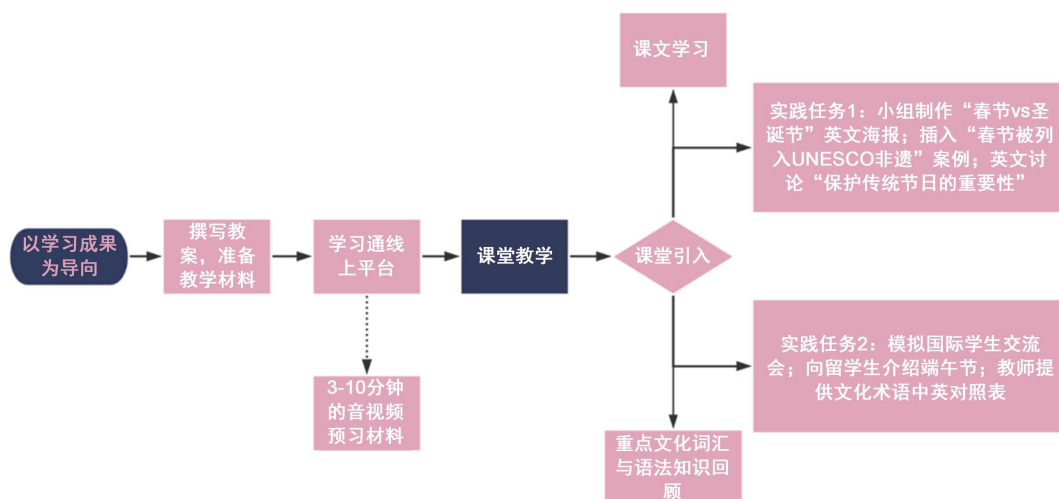 以学习成果
为导向
撰写教
案，准备
教学材料
学习通线
上平台
3-10分钟
的音视频
预习材料
课堂教学
课堂引入
课文学习
实践任务1：小组制作“春节vs圣
诞节”英文海报；插入“春节被列
入UNESCO非遗”案例；英文讨
论“保护传统节日的重要性”
实践任务2：模拟国际学生交流
会；向留学生介绍端午节；教师提
供文化术语中英对照表
重点文化词汇
与语法知识回
顾